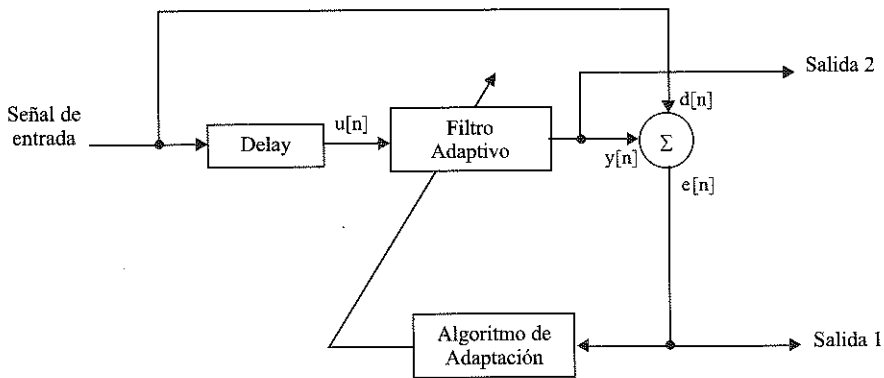 Salida 2
Señal de
entrada
Delay
u[n]
Filtro
Adaptivo
d[n]
Σ
y[n]
e[n]
Algoritmo de
Adaptación
Salida 1